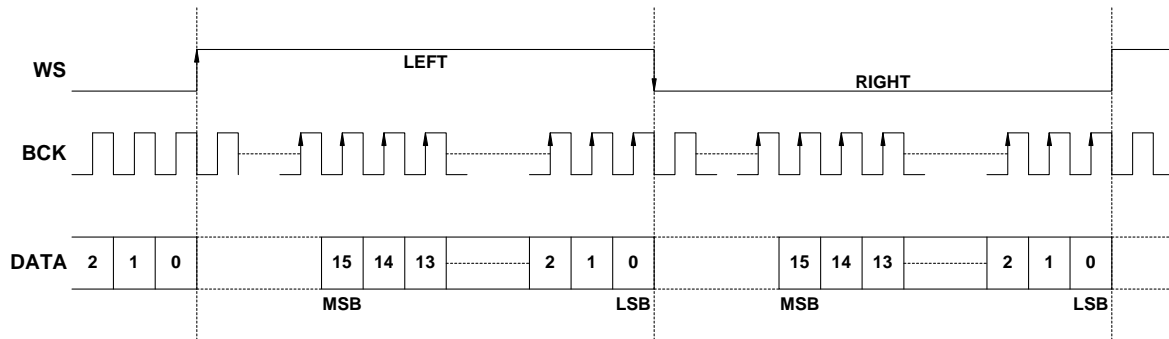 LEFT
WS
RIGHT
BCK
DATA 2 1 0 15 14 13 2 1 0 15 14 13 2 1 0
MSB LSB MSB LSB